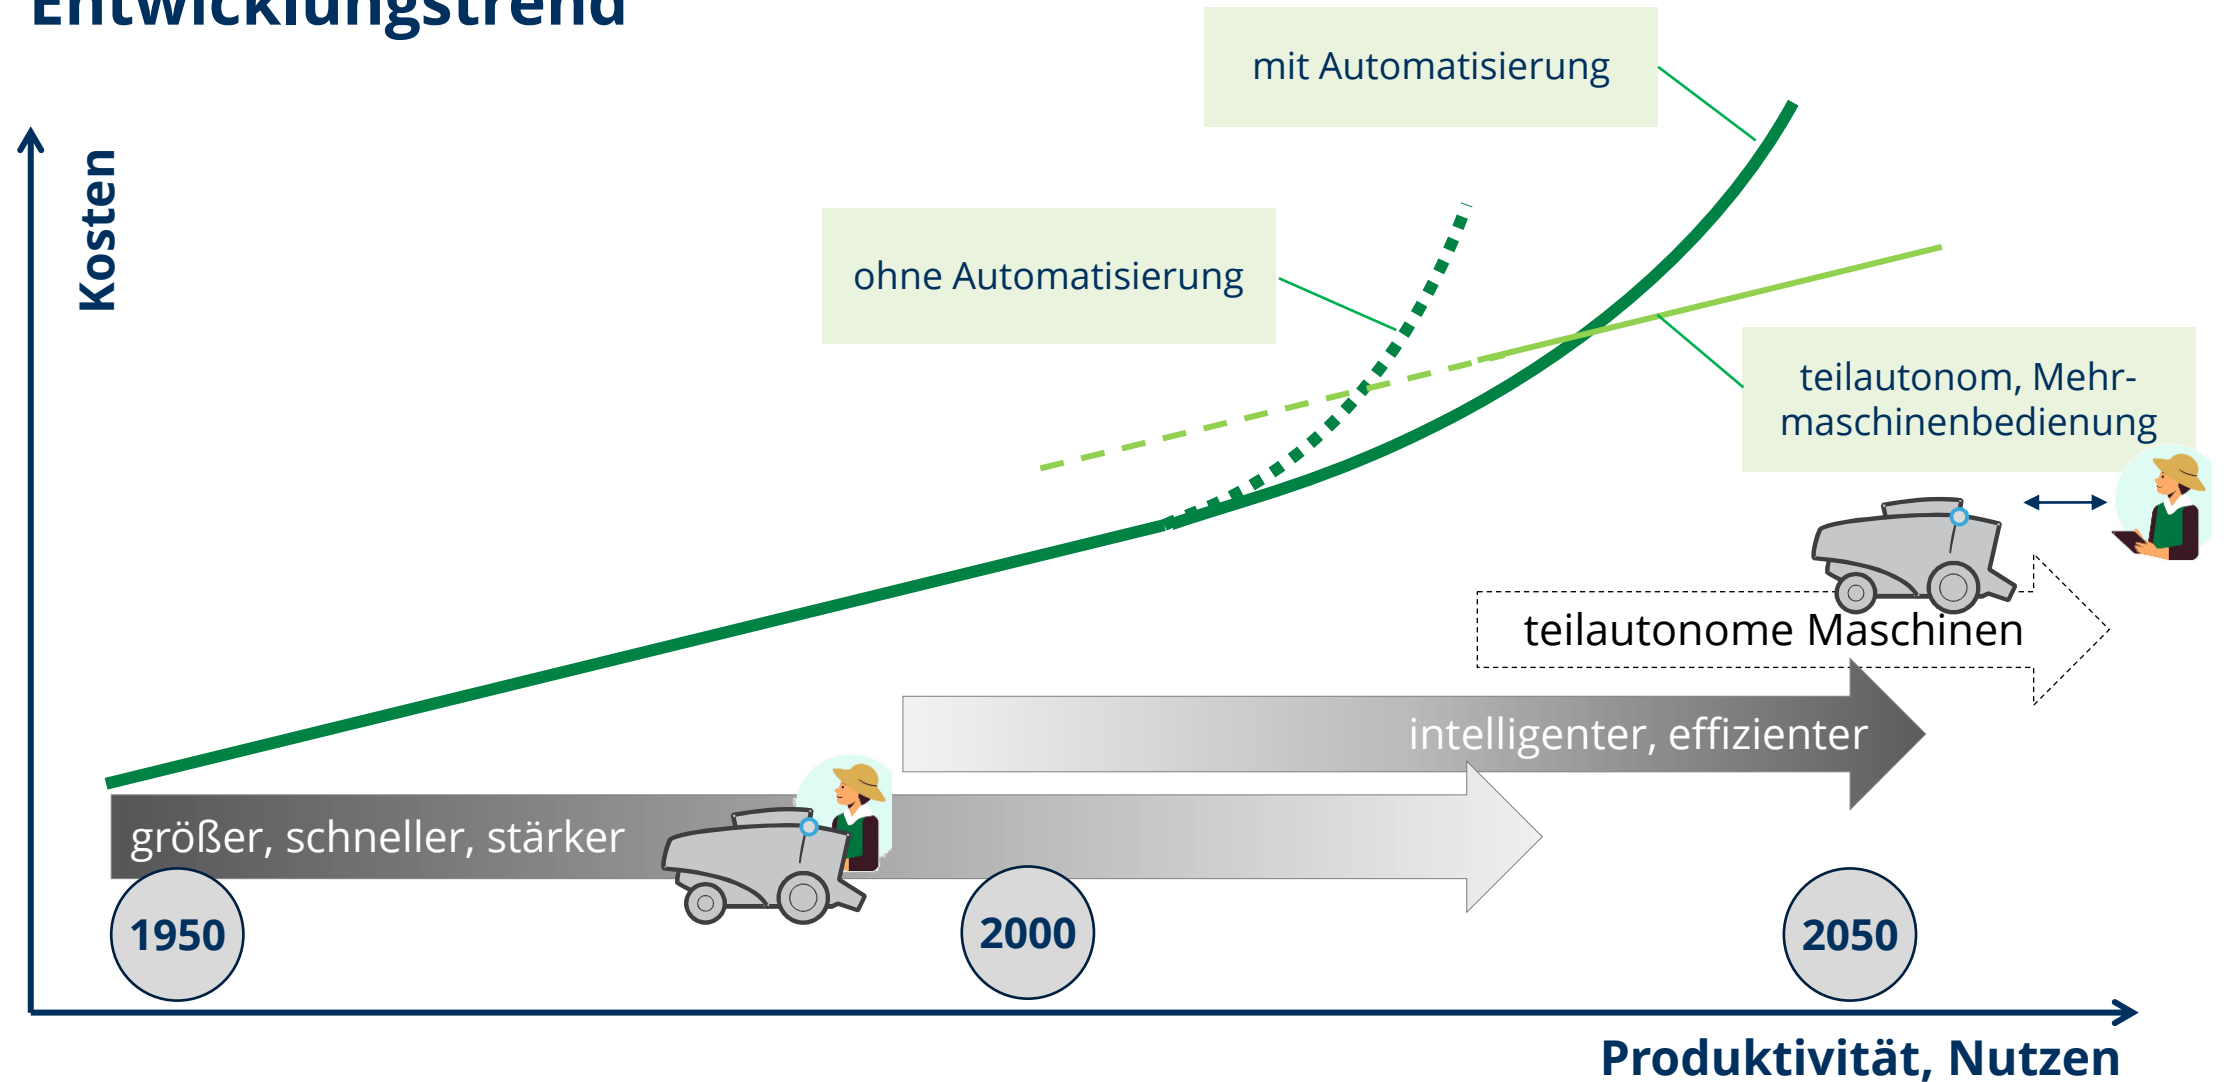 Entwicklungstrend
mit Automatisierung
Kosten
ohne Automatisierung
teilautonom, Mehr-
maschinenbedienung
teilautonome Maschinen
intelligenter, effizienter
größer, schneller, stärker
1950
2000
2050
Produktivität, Nutzen